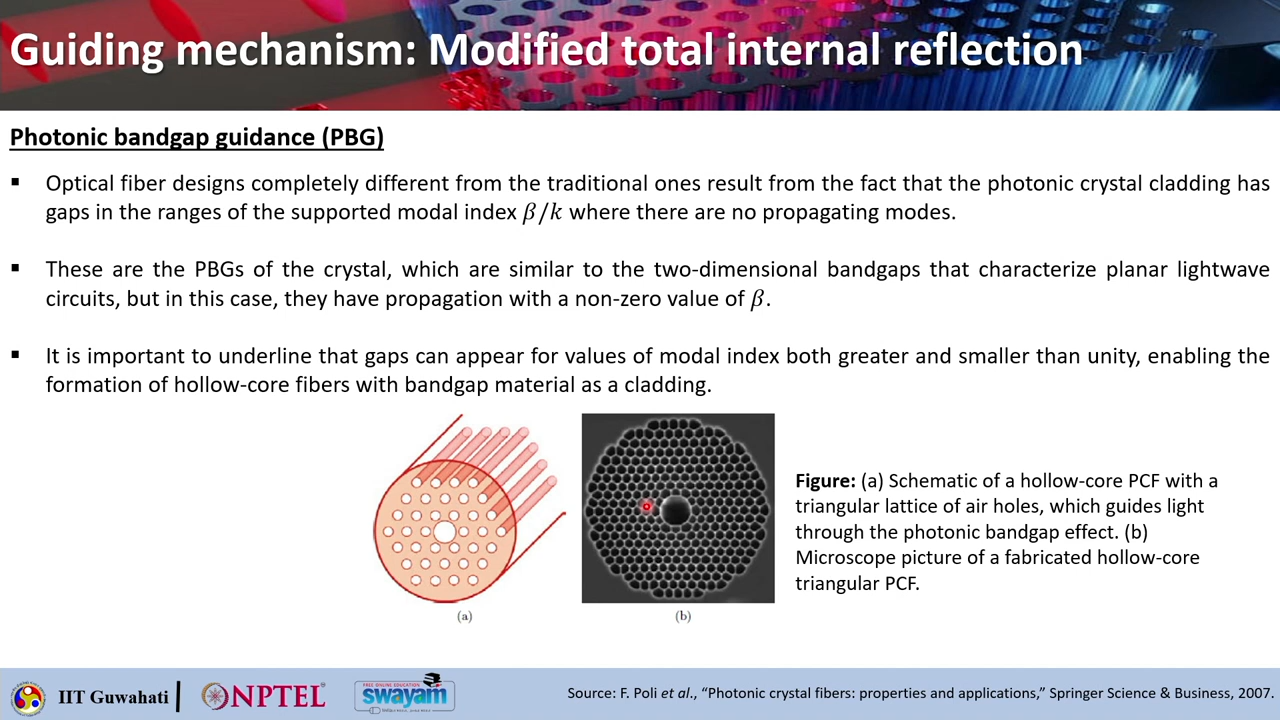 Guiding mechanism: Modified total internal reflection
Photonic bandgap guidance (PBG)
▪ Optical fiber designs completely different from the traditional ones result from the fact that the photonic crystal cladding has
gaps in the ranges of the supported modal index β/k where there are no propagating modes.
▪ These are the PBGs of the crystal, which are similar to the two-dimensional bandgaps that characterize planar lightwave
circuits, but in this case, they have propagation with a non-zero value of β.
▪ It is important to underline that gaps can appear for values of modal index both greater and smaller than unity, enabling the
formation of hollow-core fibers with bandgap material as a cladding.
Figure: (a) Schematic of a hollow-core PCF with a
triangular lattice of air holes, which guides light
through the photonic bandgap effect. (b)
Microscope picture of a fabricated hollow-core
triangular PCF.
(a)
(b)
IIT Guwahati
NPTEL
FREE ONLINE EDUCATION
swayam
Source: F. Poli et al., “Photonic crystal fibers: properties and applications,” Springer Science & Business, 2007.